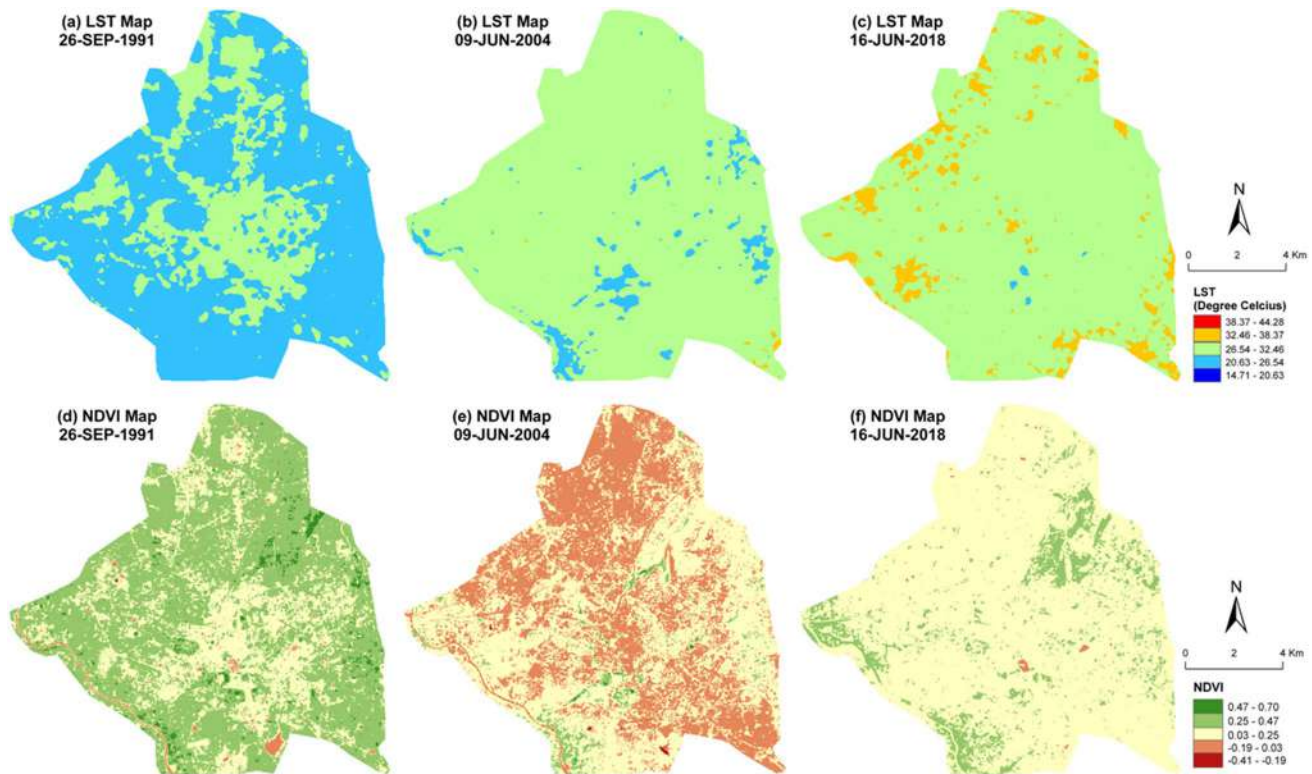 (a) LST Map
26-SEP-1991
(b) LST Map
09-JUN-2004
(c) LST Map
16-JUN-2018
N
0 2 4 Km
LST
(Degree Celcius)
38.37 - 44.28
32.46 - 38.37
26.54 - 32.46
20.63 - 26.54
14.71 - 20.63
(d) NDVI Map
26-SEP-1991
(e) NDVI Map
09-JUN-2004
(f) NDVI Map
16-JUN-2018
N
0 2 4 Km
NDVI
0.47 - 0.70
0.25 - 0.47
0.03 - 0.25
-0.19 - 0.03
-0.41 - -0.19